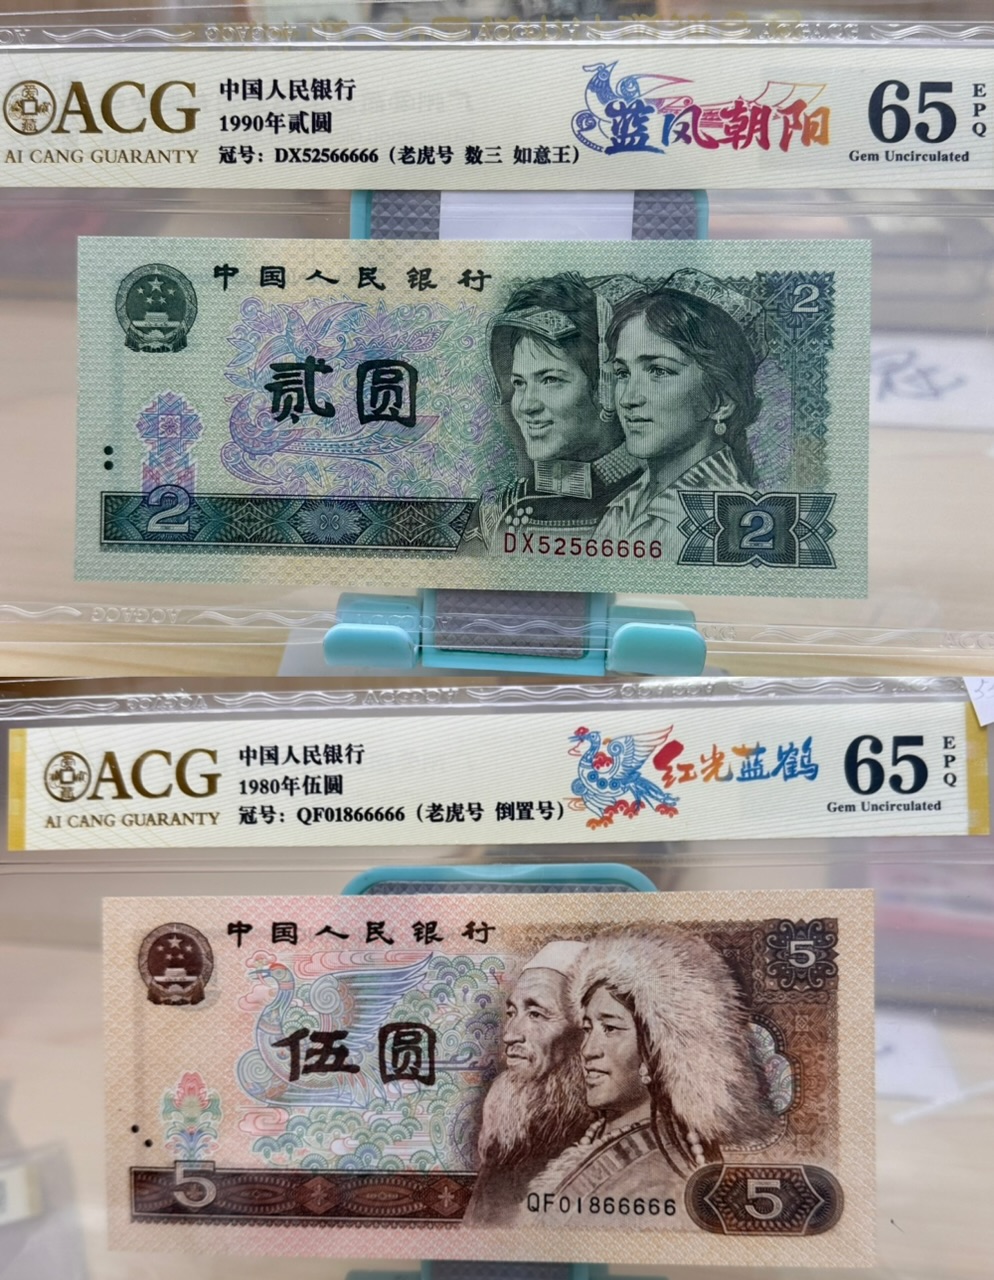 ACG
AI CANG GUARANTY
中国人民银行
1990年贰圆
冠号：DX52566666（老虎号 数三 如意王）
蓝凤朝阳
65 EPQ
Gem Uncirculated
中国人民银行
2
贰圆
2
DX52566666
2
ACG
AI CANG GUARANTY
中国人民银行
1980年伍圆
冠号：QF01866666（老虎号 倒置号）
红光蓝鹤
65 EPQ
Gem Uncirculated
中国人民银行
5
伍圆
5
QF01866666
5